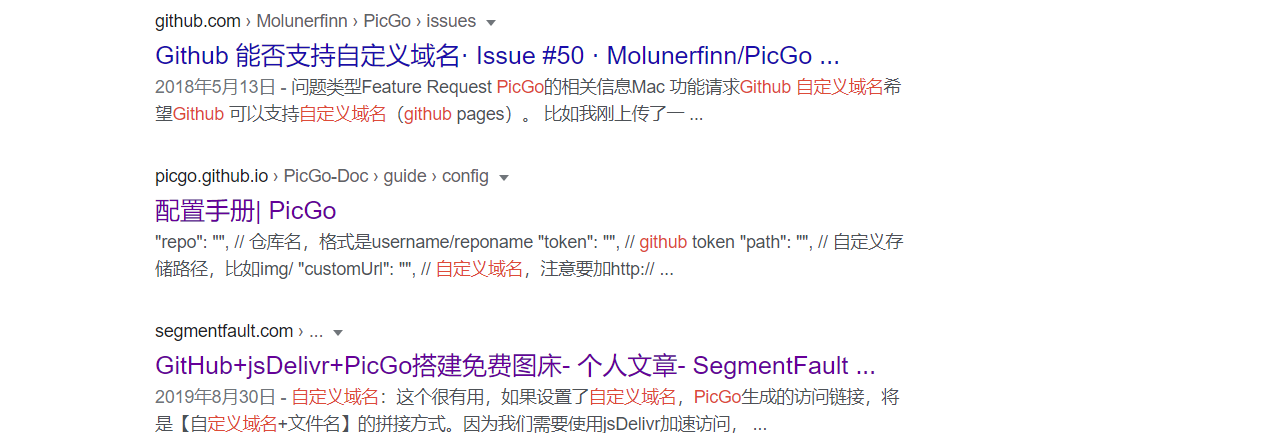 github.com › Molunerfinn › PicGo › issues
Github 能否支持自定义域名· Issue #50 · Molunerfinn/PicGo ...
2018年5月13日 - 问题类型Feature Request PicGo的相关信息Mac 功能请求Github 自定义域名希
望Github 可以支持自定义域名（github pages）。 比如我刚上传了一 ...
picgo.github.io › PicGo-Doc › guide › config
配置手册| PicGo
"repo": "", // 仓库名，格式是username/reponame "token": "", // github token "path": "", // 自定义存
储路径，比如img/ "customUrl": "", // 自定义域名，注意要加http:// ...
segmentfault.com › ...
GitHub+jsDelivr+PicGo搭建免费图床- 个人文章- SegmentFault ...
2019年8月30日 - 自定义域名：这个很有用，如果设置了自定义域名，PicGo生成的访问链接，将
是【自定义域名+文件名】的拼接方式。因为我们需要使用jsDelivr加速访问， ...